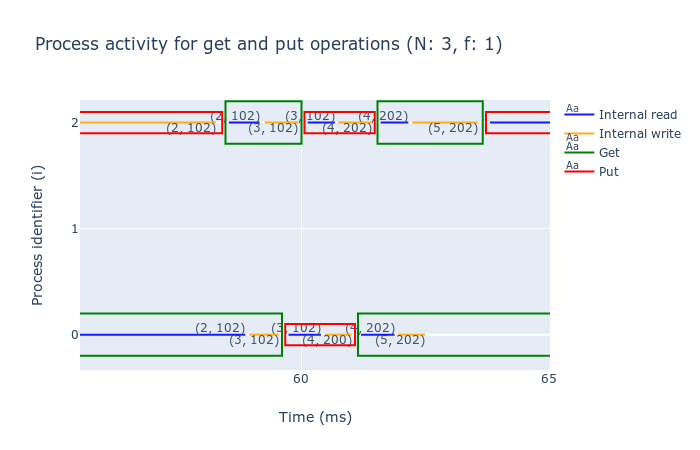 Process activity for get and put operations (N: 3, f: 1)
Aa Internal read
Internal write
Aa
Aa Get
Aa Put
Process identifier (i)
2
(2, 102) (3, 102) (4, 202)
(2, 102) (3, 102) (4, 202) (5, 202)
1
0
(2, 102) (3, 102) (4, 202)
(3, 102) (4, 200) (5, 202)
60 65
Time (ms)